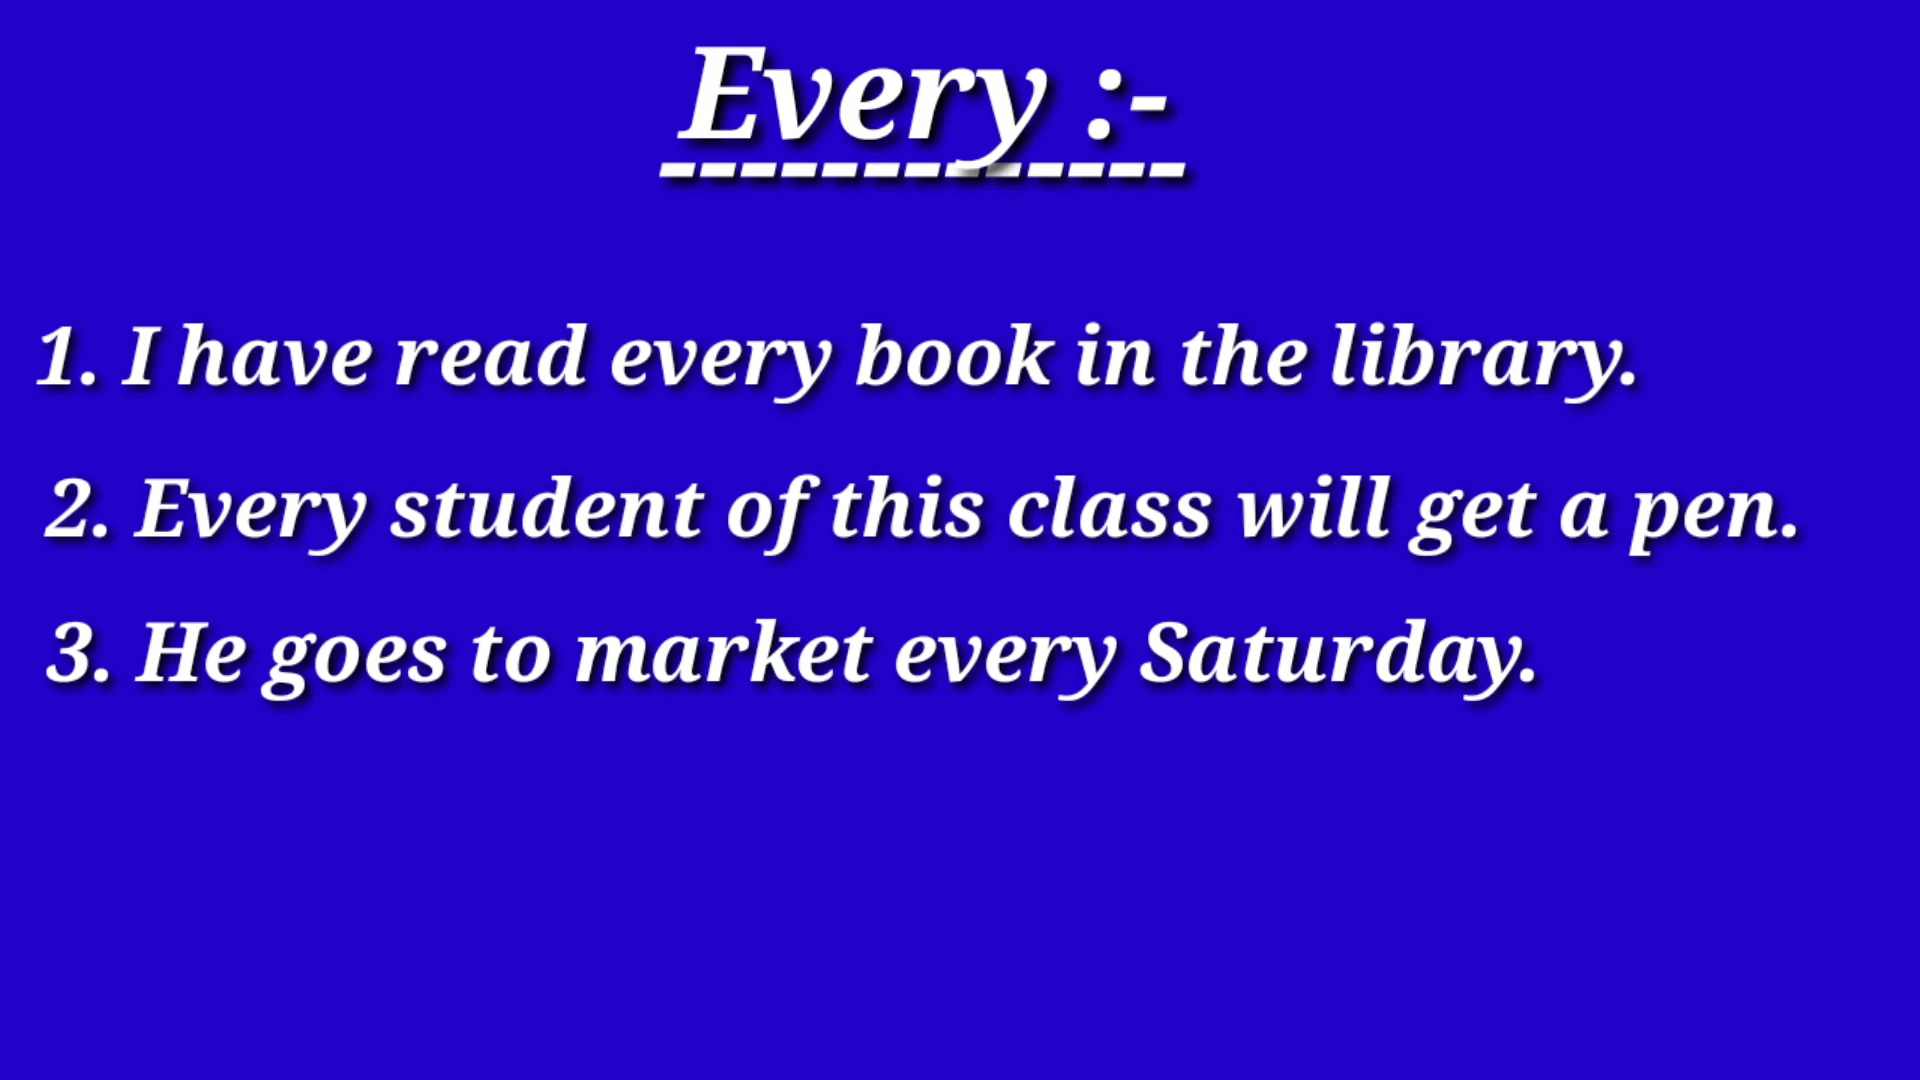 Every :-
-------------
1. I have read every book in the library.
2. Every student of this class will get a pen.
3. He goes to market every Saturday.